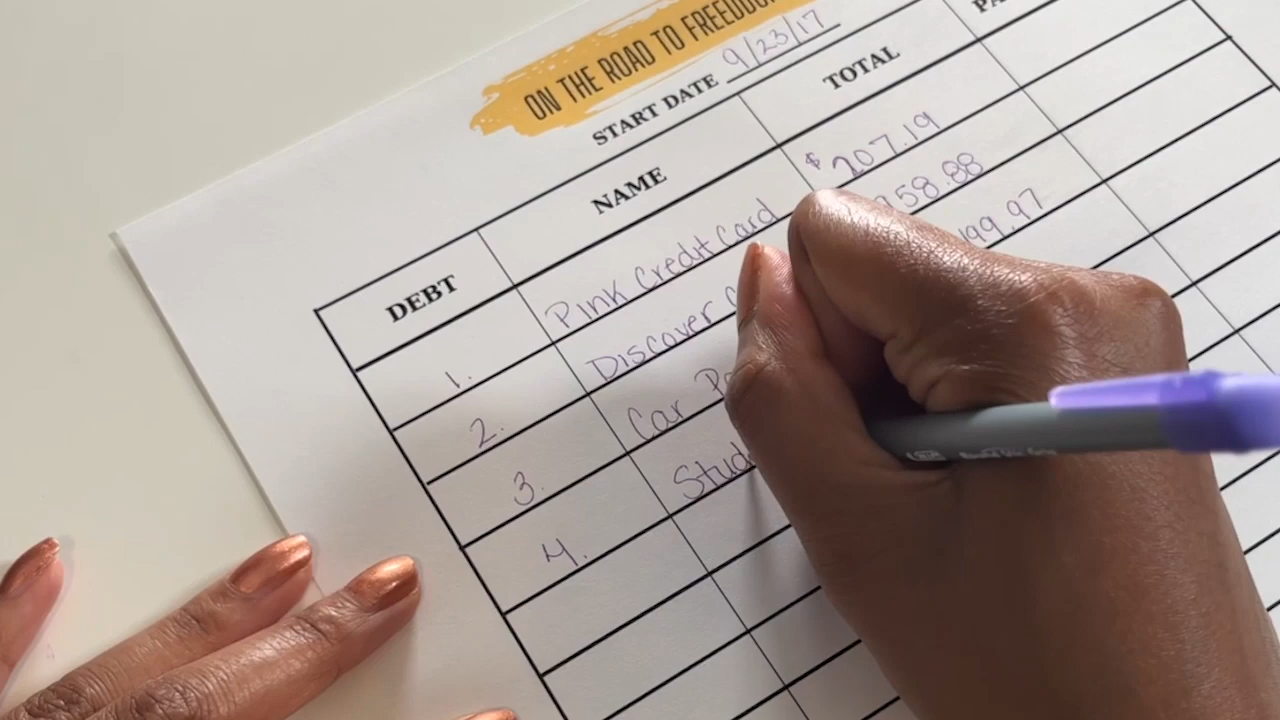 ON THE ROAD TO FREEDOM
START DATE 9/23/17
DEBT NAME TOTAL
1. Pink Credit Card $207.19
2. Discover 58.88
3. Car 99.97
4.